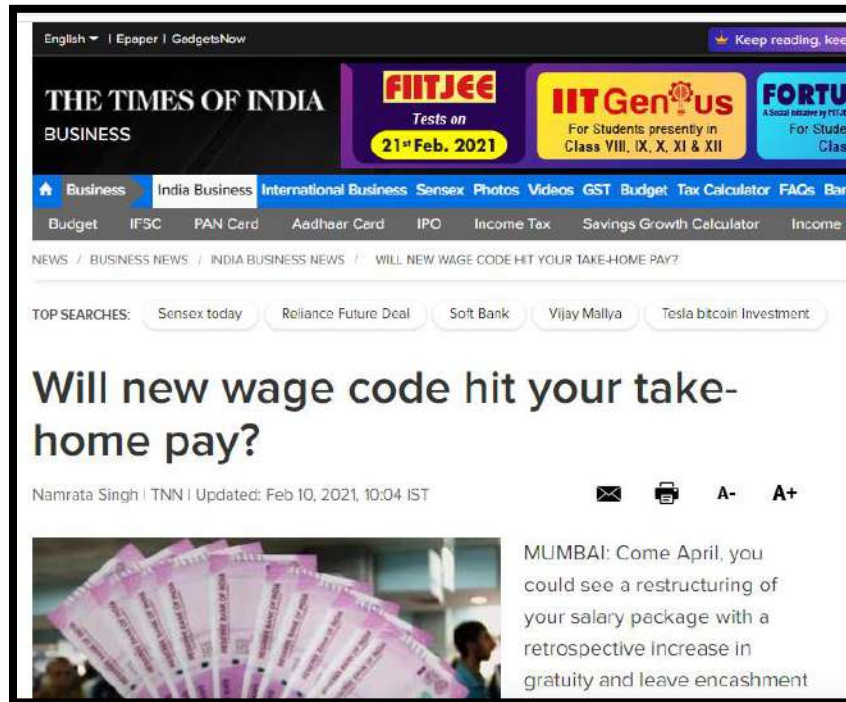 English | Epaper | GadgetsNow
Keep reading, kee
THE TIMES OF INDIA
BUSINESS
FIITJEE
Tests on
21st Feb. 2021
IIT Genius
For Students presently in
Class VIII, IX, X, XI & XII
FORTU
For Stude
Clas
Business India Business International Business Sensex Photos Videos GST Budget Tax Calculator FAQs Ban
Budget IFSC PAN Card Aadhaar Card IPO Income Tax Savings Growth Calculator Income
NEWS / BUSINESS NEWS / INDIA BUSINESS NEWS / WILL NEW WAGE CODE HIT YOUR TAKE-HOME PAY?
TOP SEARCHES: Sensex today Reliance Future Deal Soft Bank Vijay Mallya Tesla bitcoin Investment
Will new wage code hit your take-
home pay?
Namrata Singh | TNN | Updated: Feb 10, 2021, 10:04 IST
A- A+
MUMBAI: Come April, you
could see a restructuring of
your salary package with a
retrospective increase in
gratuity and leave encashment